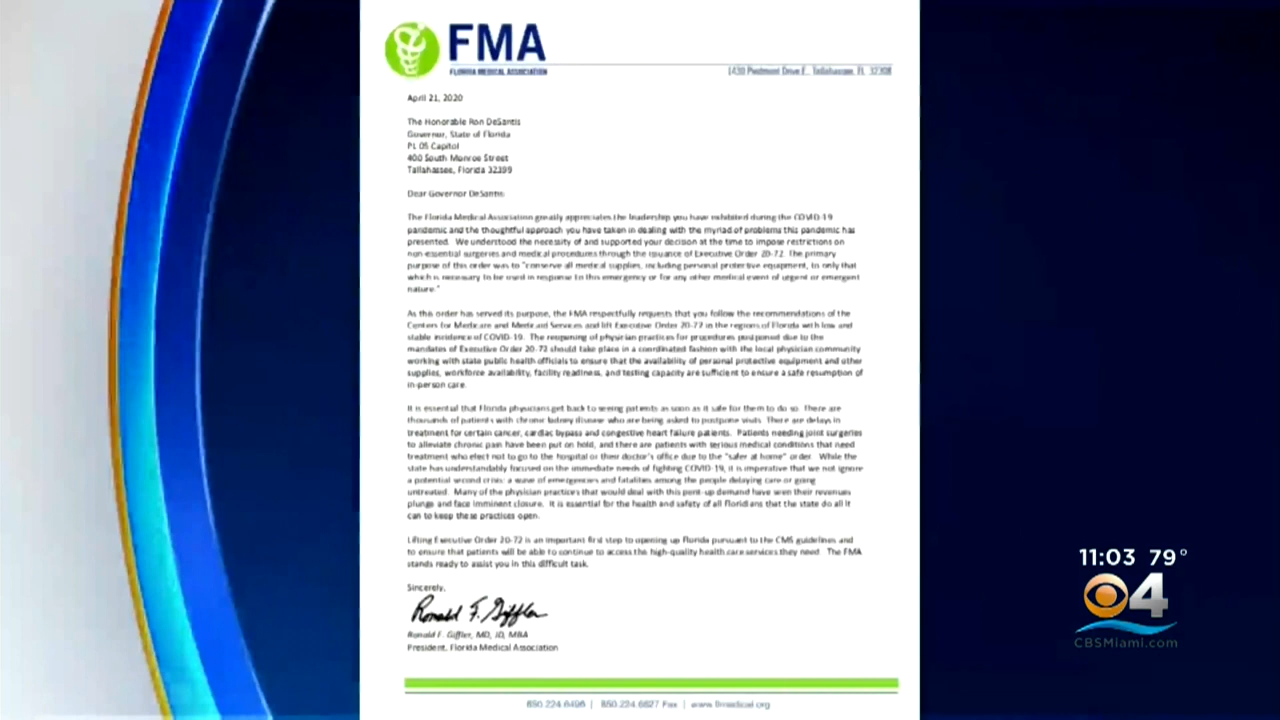 FMA
FLORIDA MEDICAL ASSOCIATION
1430 Piedmont Drive E., Tallahassee, FL 32308
April 21, 2020
The Honorable Ron DeSantis
Governor, State of Florida
PL 05 Capitol
400 South Monroe Street
Tallahassee, Florida 32399
Dear Governor DeSantis:
The Florida Medical Association greatly appreciates the leadership you have exhibited during the COVID-19
pandemic and the thoughtful approach you have taken in dealing with the myriad of problems this pandemic has
presented. We understood the necessity of and supported your decision at the time to impose restrictions on
non-essential surgeries and medical procedures through the issuance of Executive Order 20-72. The primary
purpose of this order was to "conserve all medical supplies, including personal protective equipment, to only that
which is necessary to be used in response to this emergency or for any other medical event of urgent or emergent
nature."
As this order has served its purpose, the FMA respectfully requests that you follow the recommendations of the
Centers for Medicare and Medicaid Services and lift Executive Order 20-72 in the regions of Florida with low and
stable incidence of COVID-19. The reopening of physician practices for procedures postponed due to the
mandates of Executive Order 20-72 should take place in a coordinated fashion with the local physician community
working with state public health officials to ensure that the availability of personal protective equipment and other
supplies, workforce availability, facility readiness, and testing capacity are sufficient to ensure a safe resumption of
in-person care.
It is essential that Florida physicians get back to seeing patients as soon as it safe for them to do so. There are
thousands of patients with chronic kidney disease who are being asked to postpone visits. There are delays in
treatment for certain cancer, cardiac bypass and congestive heart failure patients. Patients needing joint surgeries
to alleviate chronic pain have been put on hold, and there are patients with serious medical conditions that need
treatment who elect not to go to the hospital or their doctor's office due to the "safer at home" order. While the
state has understandably focused on the immediate needs of fighting COVID-19, it is imperative that we not ignore
a potential second crisis: a wave of emergencies and fatalities among the people delaying care or going
untreated. Many of the physician practices that would deal with this pent-up demand have seen their revenues
plunge and face imminent closure. It is essential for the health and safety of all Floridians that the state do all it
can to keep these practices open.
Lifting Executive Order 20-72 is an important first step to opening up Florida pursuant to the CMS guidelines and
to ensure that patients will be able to continue to access the high-quality health care services they need. The FMA
stands ready to assist you in this difficult task.
Sincerely,
Ronald F. Giffler
Ronald F. Giffler, MD, JD, MBA
President, Florida Medical Association
850.224.6496 | 850.224.6627 Fax | www.flmedical.org
11:03 79°
4
CBSMiami.com